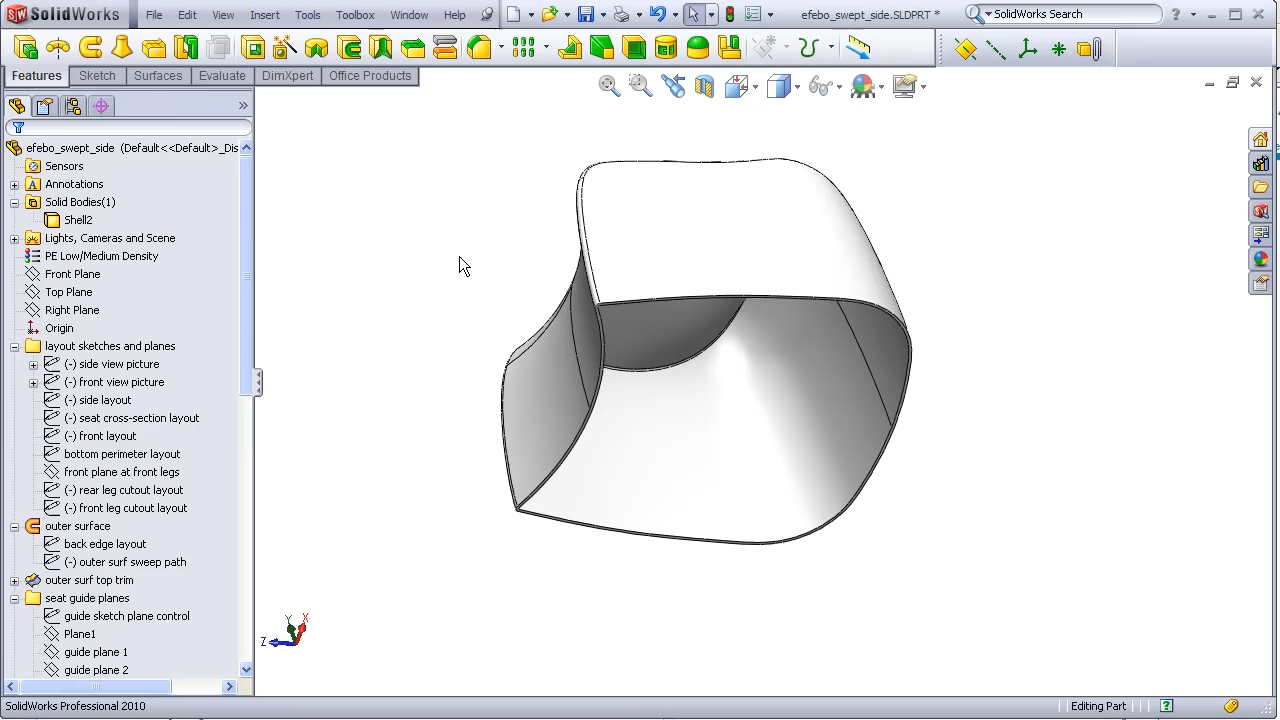 SolidWorks File Edit View Insert Tools Toolbox Window Help efebo_swept_side.SLDPRT * SolidWorks Search
Features Sketch Surfaces Evaluate DimXpert Office Products
efebo_swept_side (Default<<Default>_Dis
Sensors
Annotations
Solid Bodies(1)
Shell2
Lights, Cameras and Scene
PE Low/Medium Density
Front Plane
Top Plane
Right Plane
Origin
layout sketches and planes
(-) side view picture
(-) front view picture
(-) side layout
(-) seat cross-section layout
(-) front layout
bottom perimeter layout
front plane at front legs
(-) rear leg cutout layout
(-) front leg cutout layout
outer surface
back edge layout
(-) outer surf sweep path
outer surf top trim
seat guide planes
guide sketch plane control
Plane1
guide plane 1
guide plane 2
Y X
Z
SolidWorks Professional 2010 Editing Part